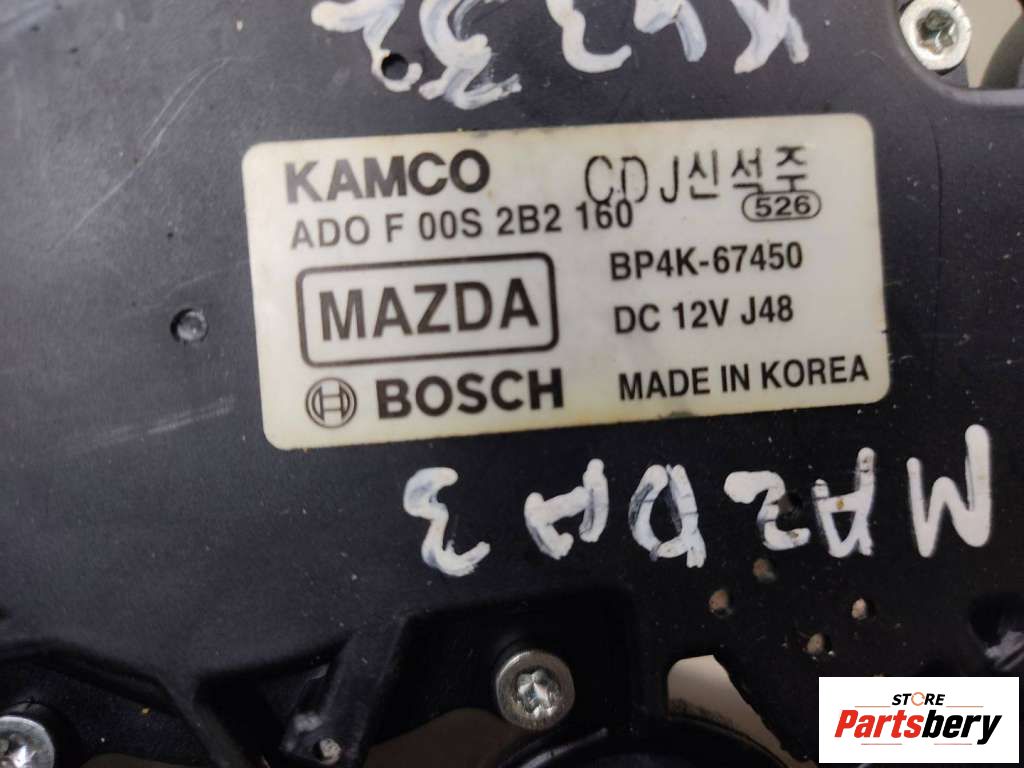 KAMCO CDJ신석주
ADO F 00S 2B2 160 526
MAZDA BP4K-67450
DC 12V J48
BOSCH MADE IN KOREA
MAZDA 3
STORE
Partsbery